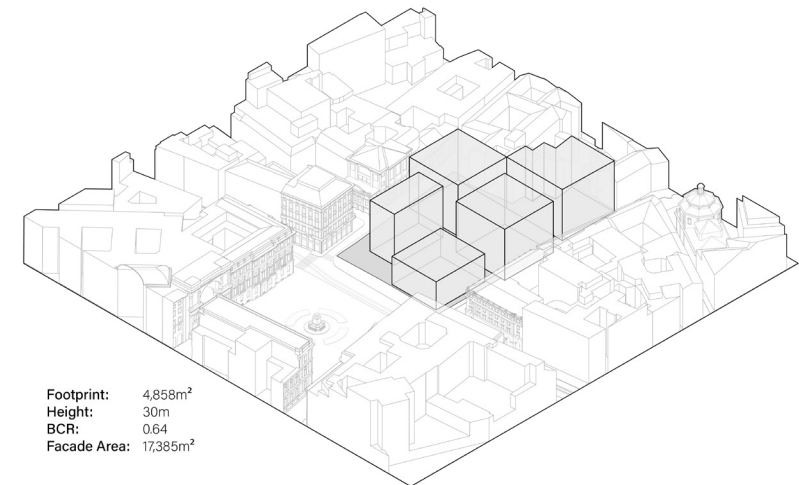 Footprint: 4,858m²
Height: 30m
BCR: 0.64
Facade Area: 17,385m²